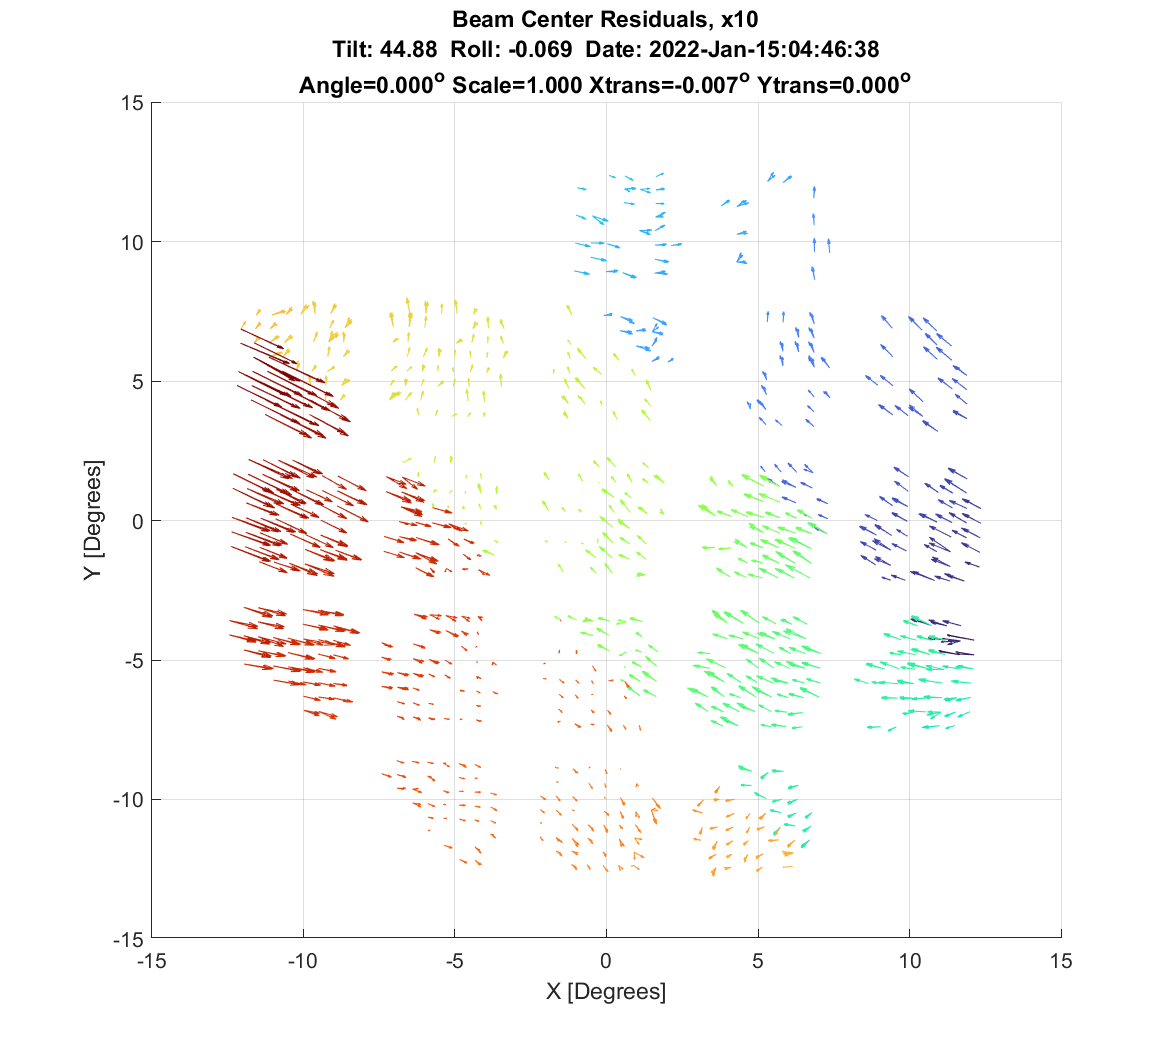 Beam Center Residuals, x10
Tilt: 44.88 Roll: -0.069 Date: 2022-Jan-15:04:46:38
Angle=0.000° Scale=1.000 Xtrans=-0.007° Ytrans=0.000°
15
10
5
0
-5
-10
-15
Y [Degrees]
-15 -10 -5 0 5 10 15
X [Degrees]